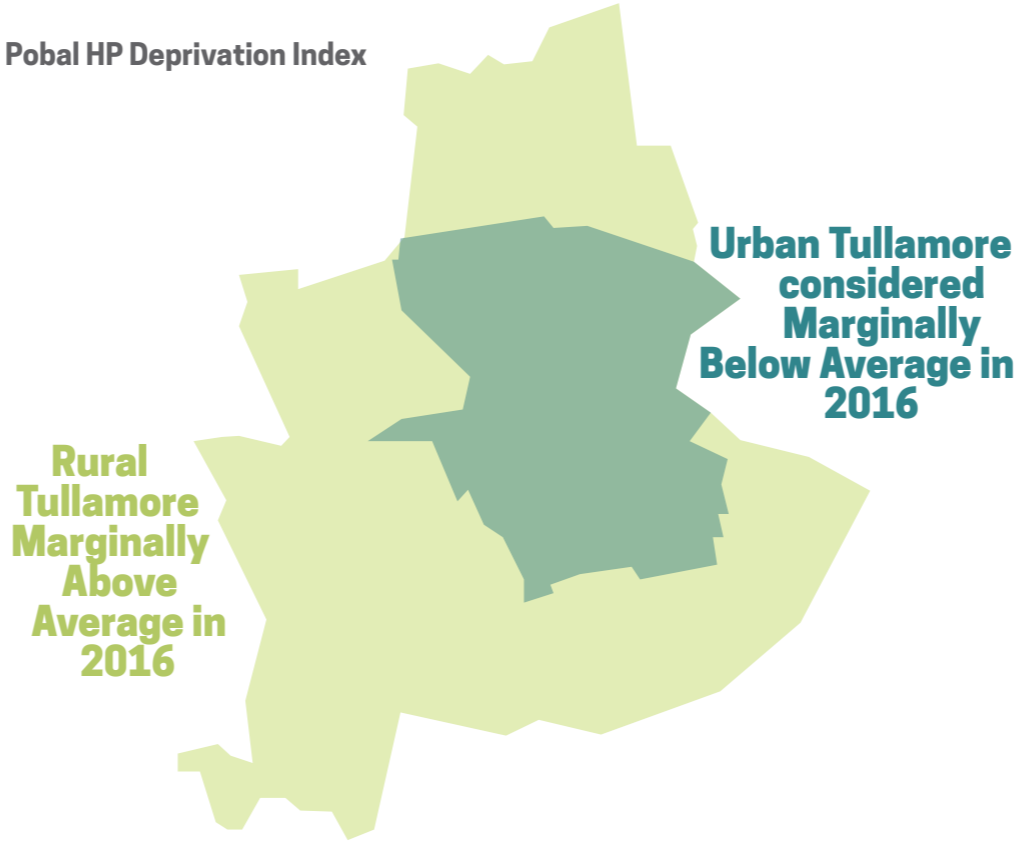 Pobal HP Deprivation Index
Urban Tullamore
considered
Marginally
Below Average in
2016
Rural
Tullamore
Marginally
Above
Average in
2016